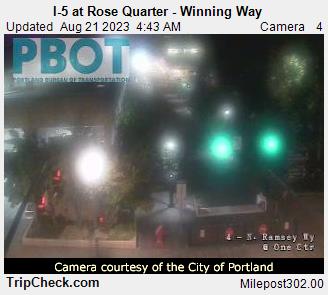 I-5 at Rose Quarter - Winning Way
Updated Aug 21 2023 4:43 AM Camera 4
PBOT
PORTLAND BUREAU OF TRANSPORTATION
4 - N. Ramsey Wy
@ One Ctr
Camera courtesy of the City of Portland
TripCheck.com Milepost302.00